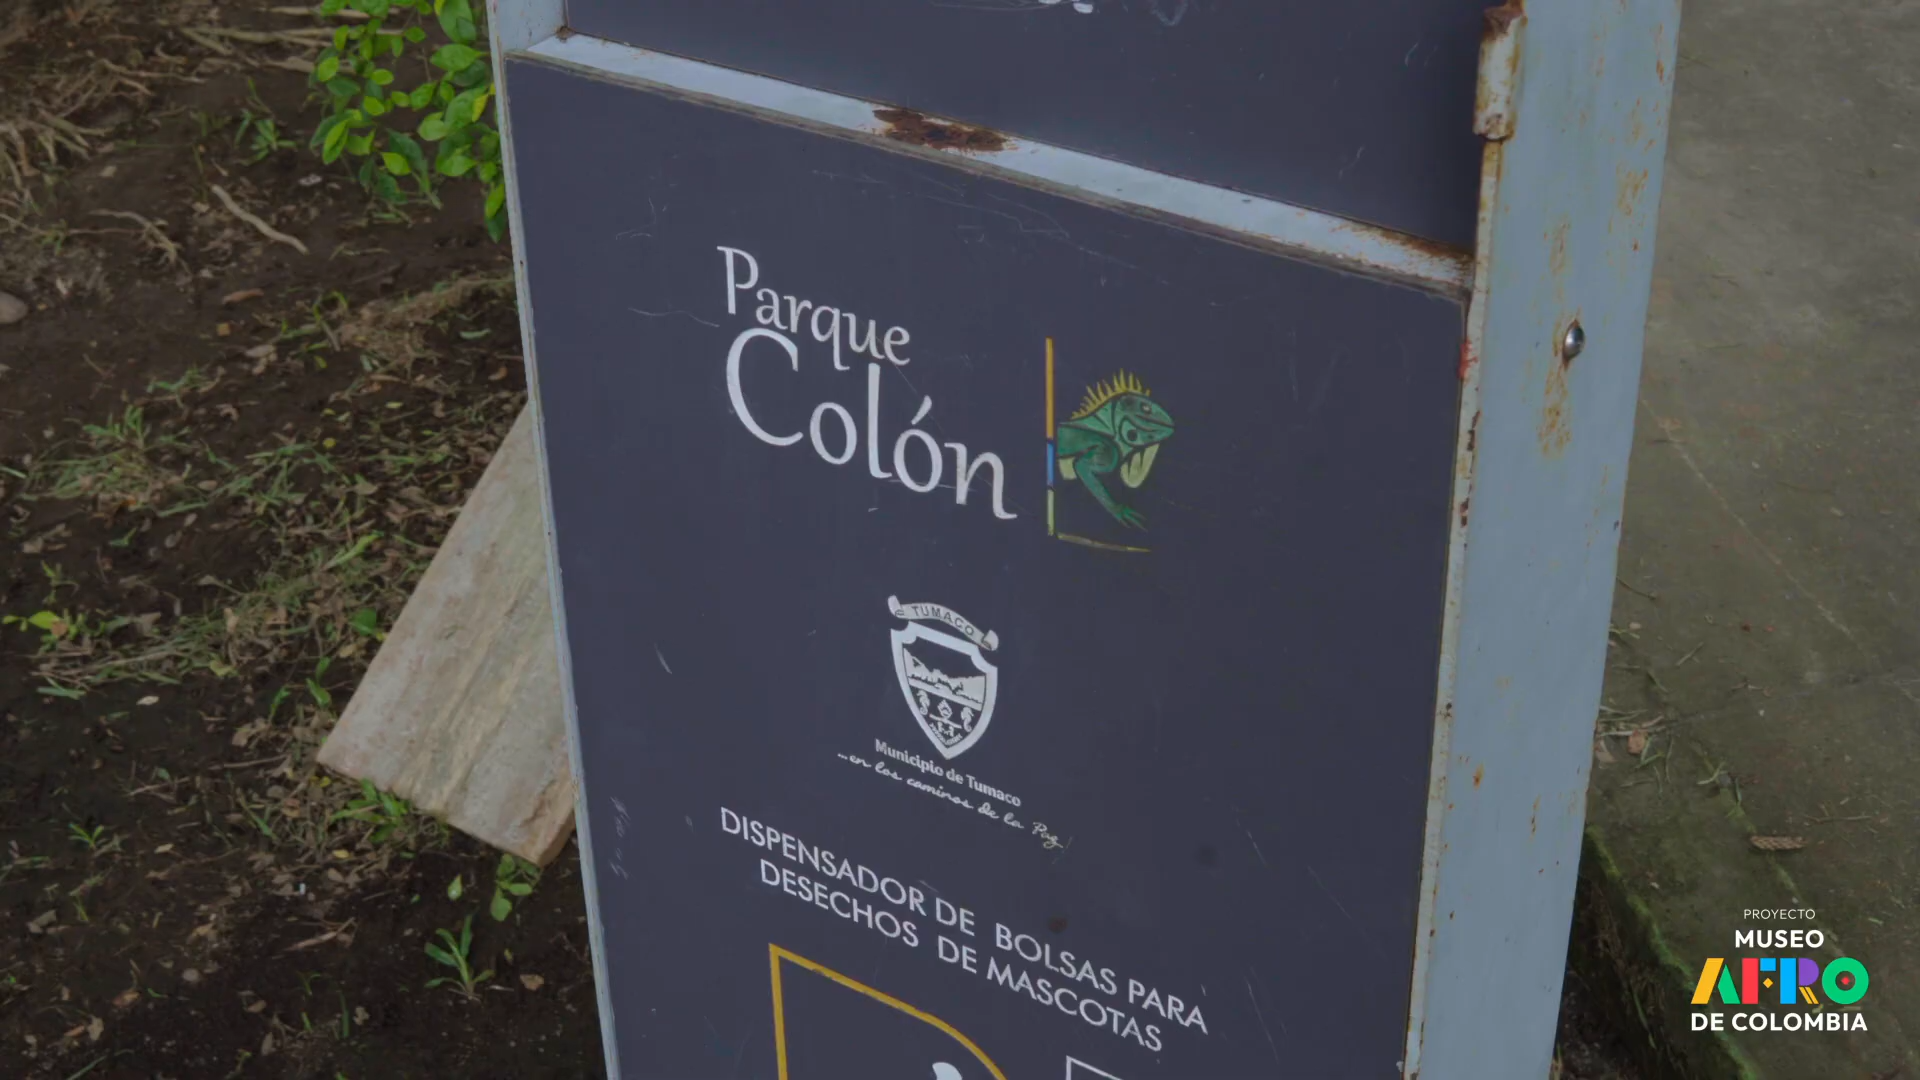 Parque
Colón
TUMACO
Municipio de Tumaco
...en los caminos de la Paz
DISPENSADOR DE BOLSAS PARA
DESECHOS DE MASCOTAS
PROYECTO
MUSEO
AFRO
DE COLOMBIA